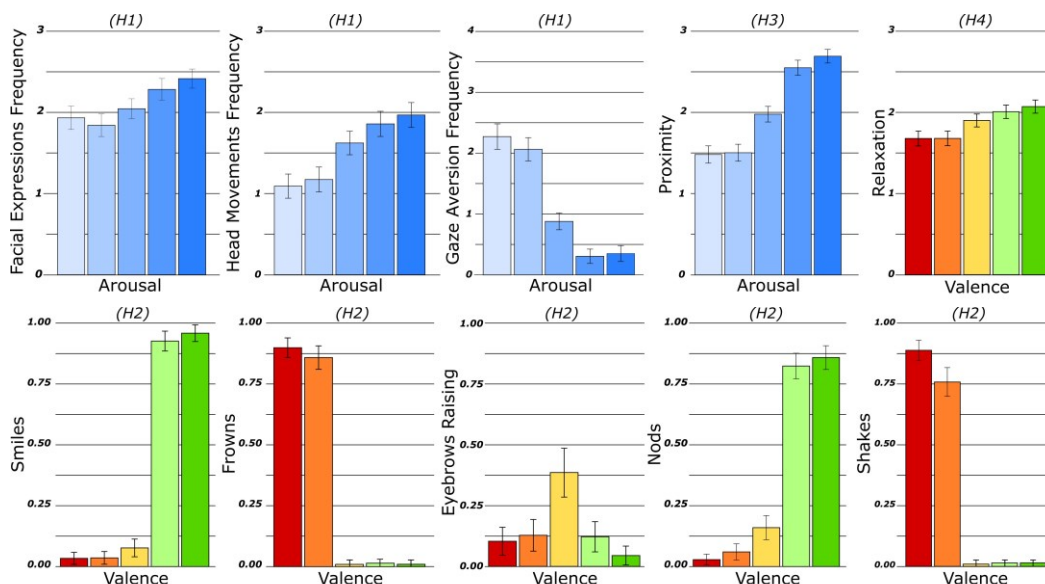 (H1)
3
2
1
0
Facial Expressions Frequency
Arousal
(H1)
3
2
1
0
Head Movements Frequency
Arousal
(H1)
4
3
2
1
0
Gaze Aversion Frequency
Arousal
(H3)
3
2
1
0
Proximity
Arousal
(H4)
3
2
1
0
Relaxation
Valence
(H2)
1.00
0.75
0.50
0.25
0.00
Smiles
Valence
(H2)
1.00
0.75
0.50
0.25
0.00
Frowns
Valence
(H2)
1.00
0.75
0.50
0.25
0.00
Eyebrows Raising
Valence
(H2)
1.00
0.75
0.50
0.25
0.00
Nods
Valence
(H2)
1.00
0.75
0.50
0.25
0.00
Shakes
Valence